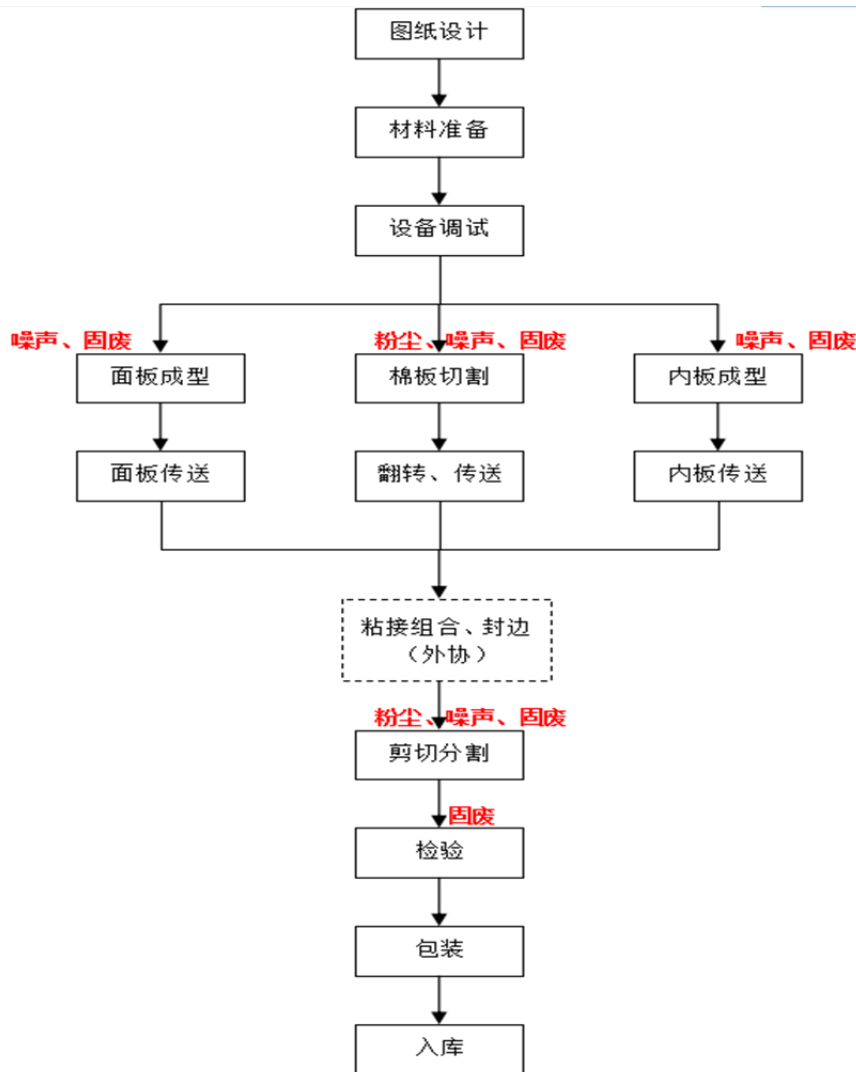 图纸设计
材料准备
设备调试
噪声、固废
粉尘、噪声、固废
噪声、固废
面板成型
棉板切割
内板成型
面板传送
翻转、传送
内板传送
粘接组合、封边
（外协）
粉尘、噪声、固废
剪切分割
固废
检验
包装
入库